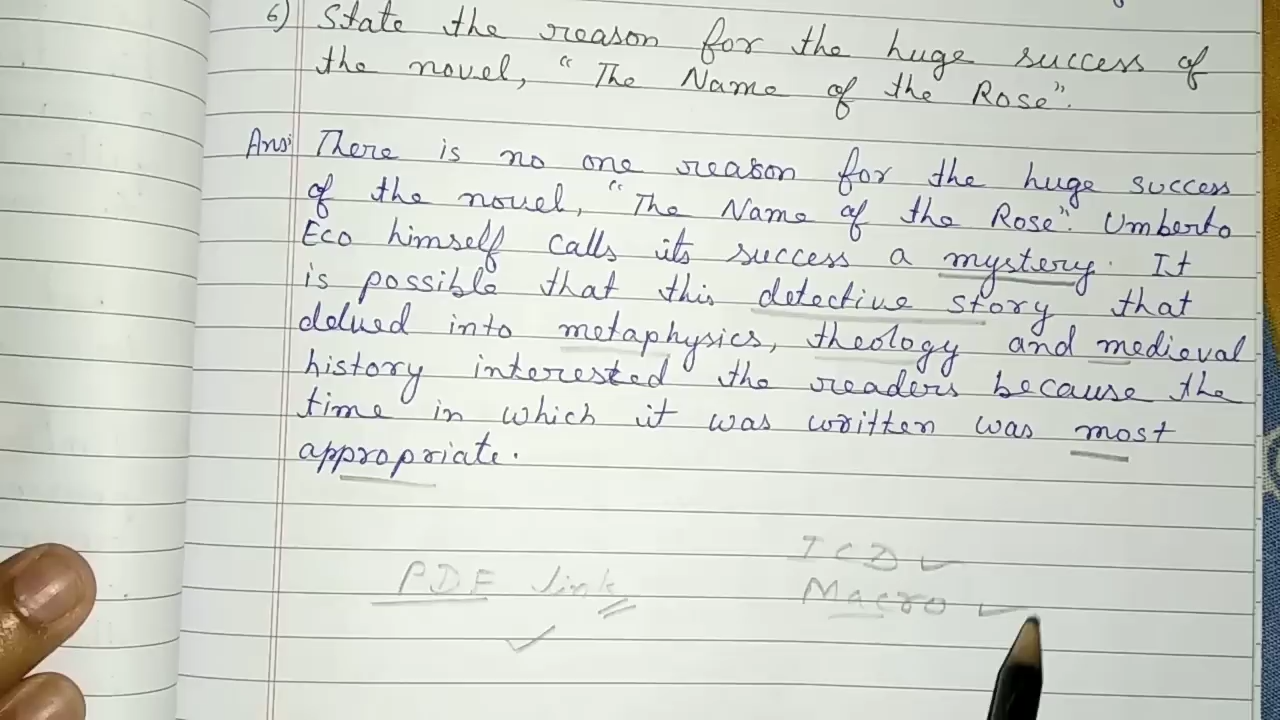 6) State the reason for the huge success of
the novel, “The Name of the Rose”.
Ans: There is no one reason for the huge success
of the novel, “The Name of the Rose”. Umberto
Eco himself calls its success a mystery. It
is possible that this detective story that
delved into metaphysics, theology and medieval
history interested the readers because the
time in which it was written was most
appropriate.
PDF link
ICD ✓
Macro ✓